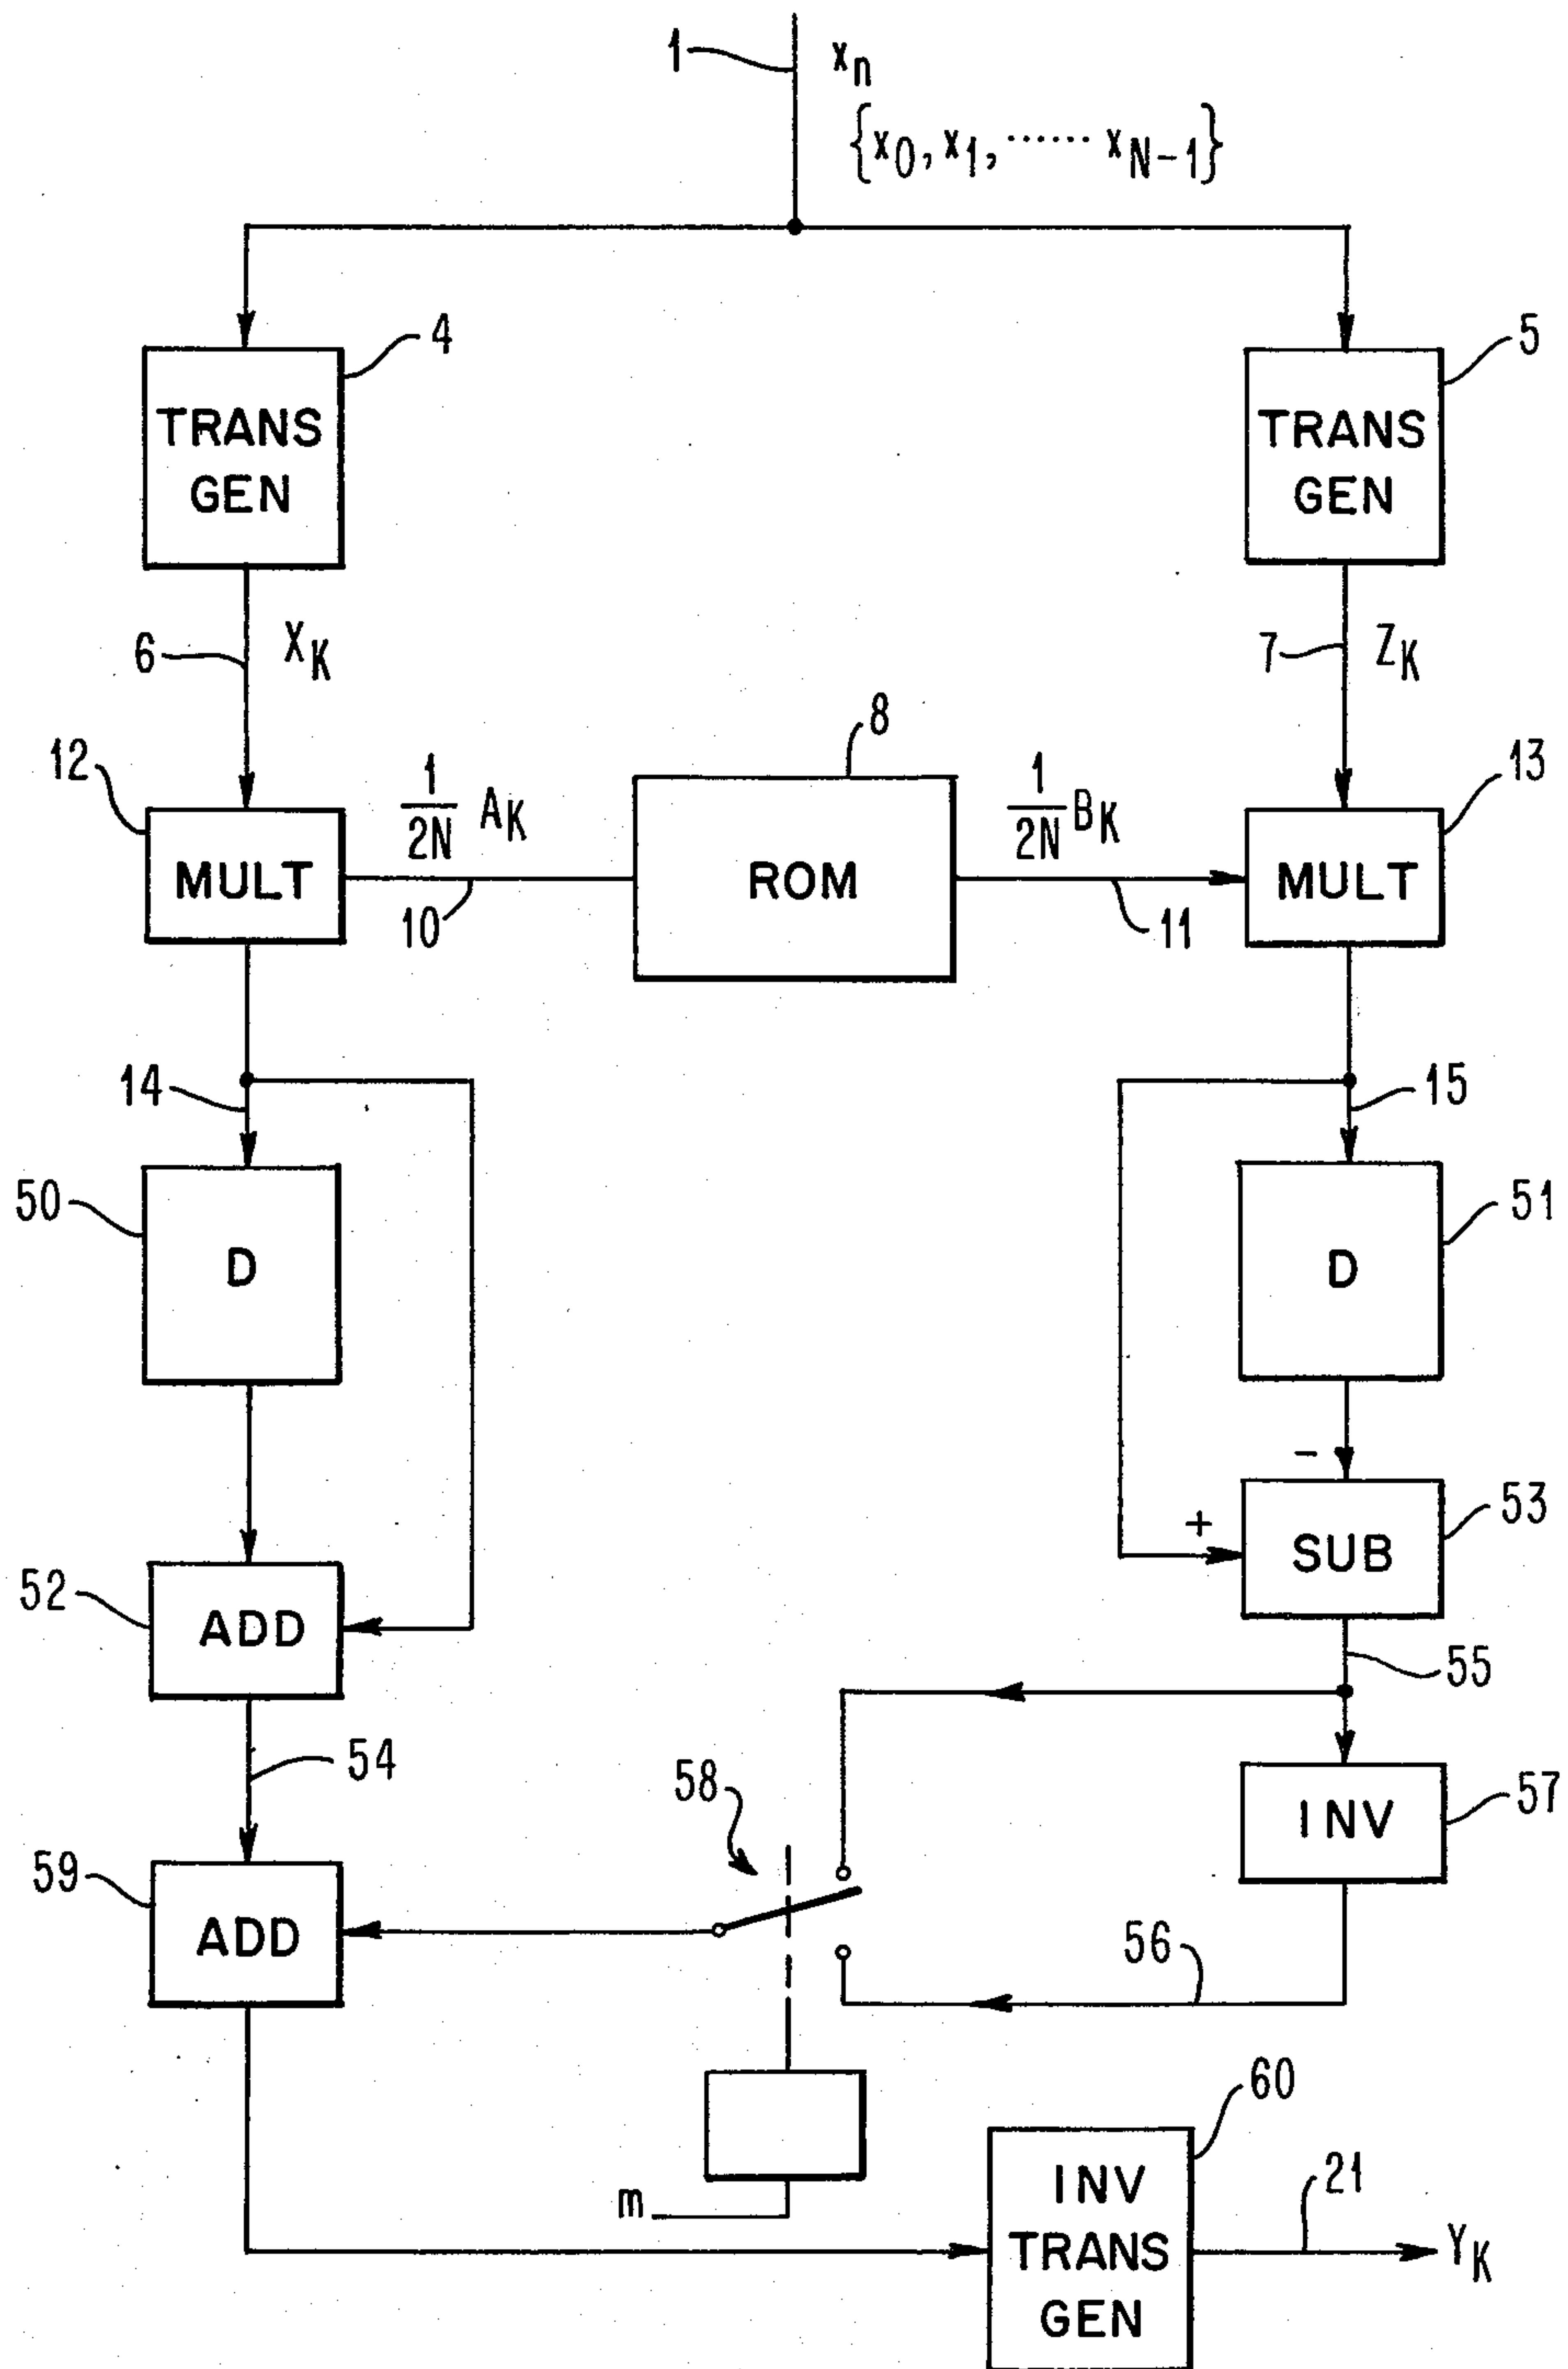 1
xn
{x0, x1, ...... xN-1}
4
5
TRANS
GEN
TRANS
GEN
6
XK
7
ZK
12
1/2N AK
8
1/2N BK
13
MULT
ROM
MULT
10
11
14
15
50
D
51
D
-
+
53
SUB
52
ADD
55
54
58
57
INV
59
ADD
56
60
m
INV
TRANS
GEN
21
YK